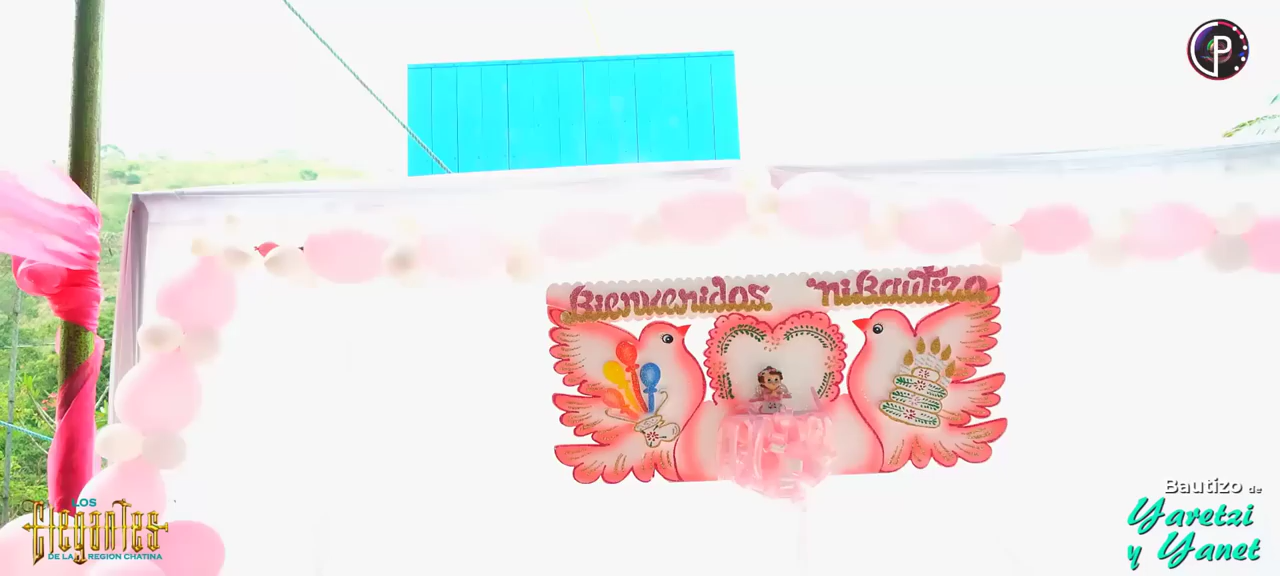 P
Bienvenidos mi Bautizo
LOS
Elegantes
DE LA REGION CHATINA
Bautizo de
Yaretzi
y Yanet